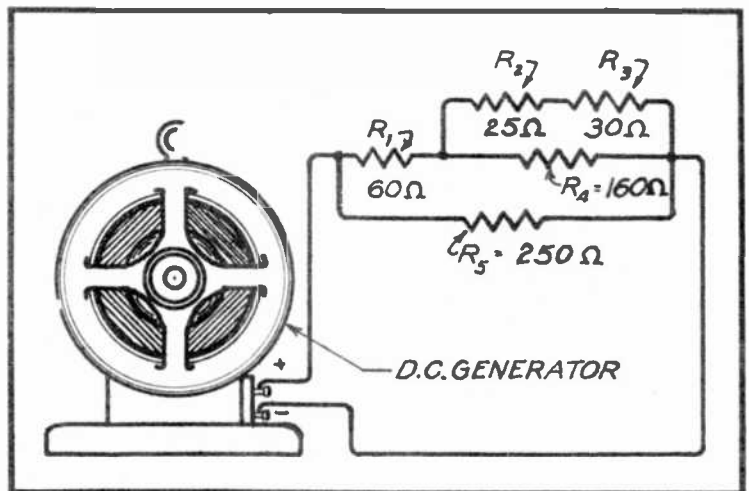 R₂ R₃
25Ω 30Ω
R₁
60Ω
R₄=160Ω
R₅= 250Ω
+
D.C.GENERATOR
−